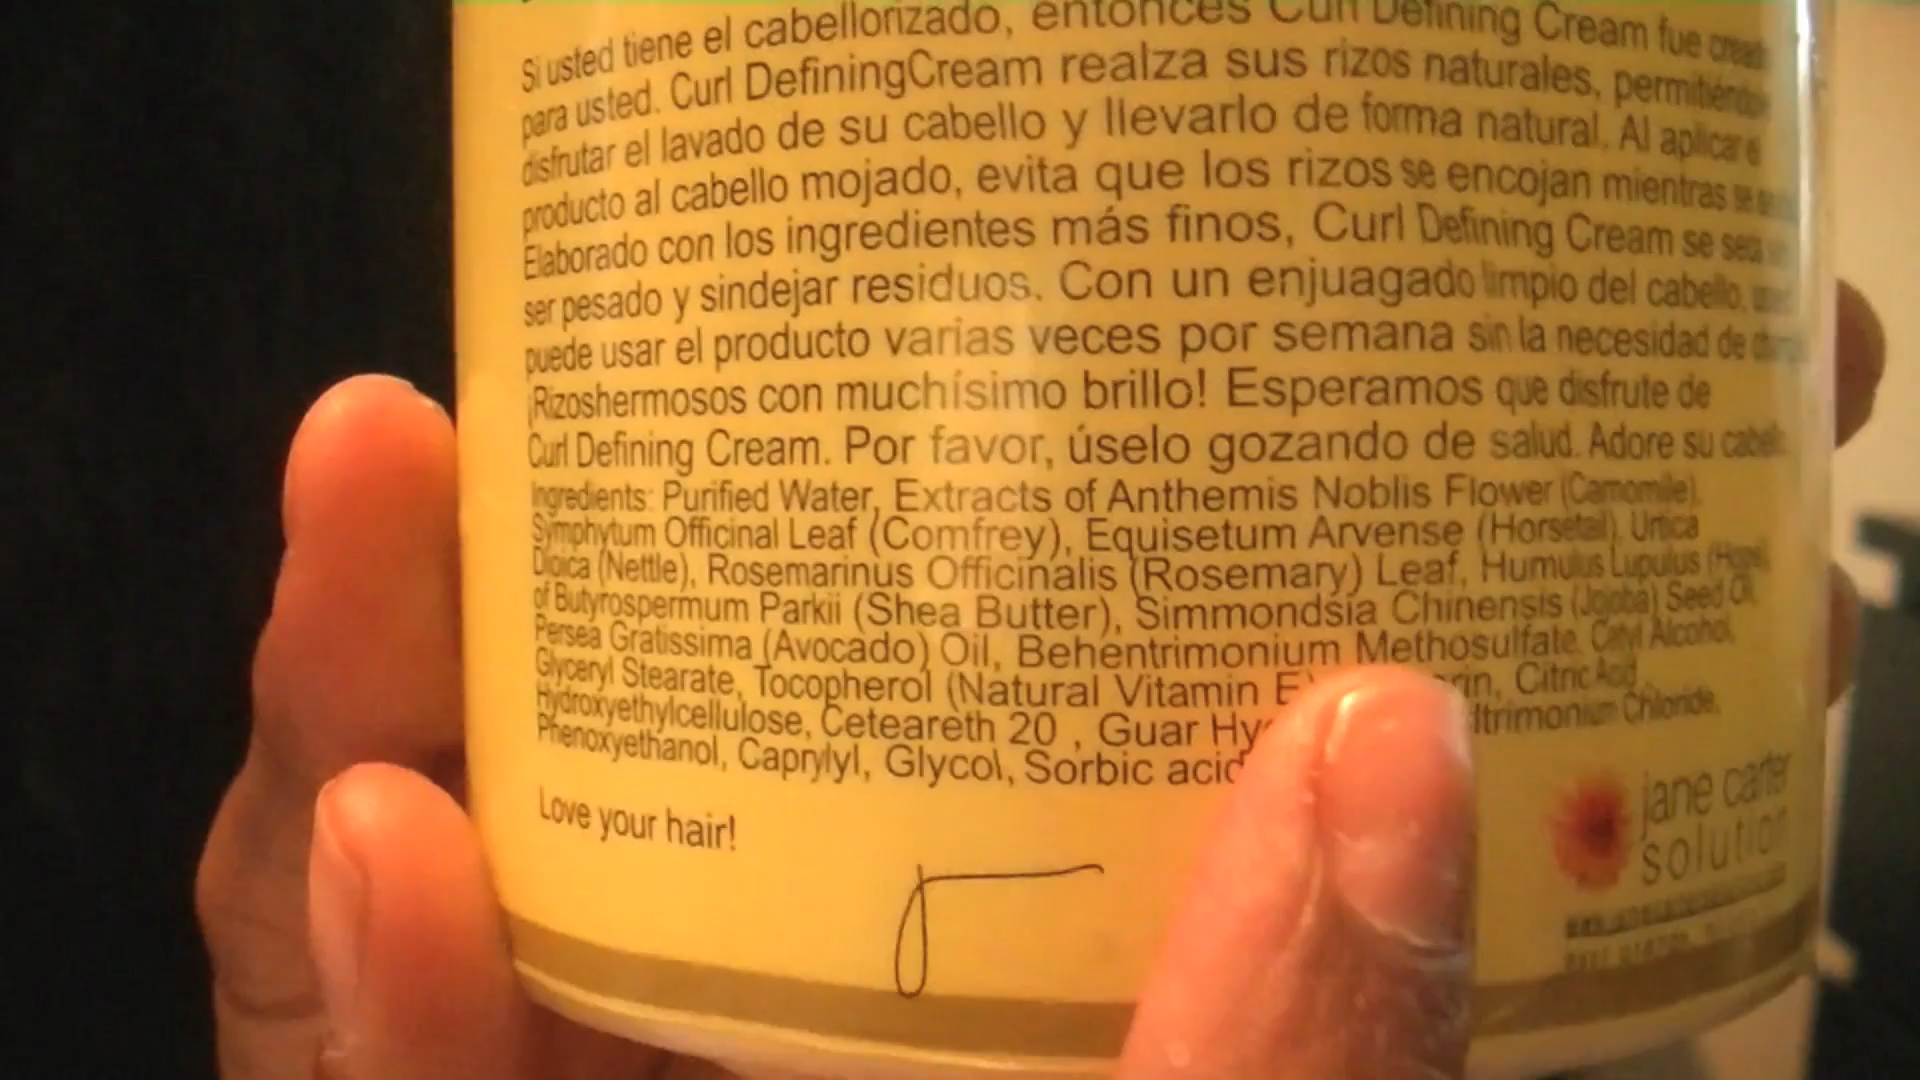 Si usted tiene el cabellorizado, entonces Curl Defining Cream fue
para usted. Curl DefiningCream realza sus rizos naturales,
disfrutar el lavado de su cabello y llevarlo de forma natural. Al aplicar
producto al cabello mojado, evita que los rizos se encojan mientras se
Elaborado con los ingredientes más finos, Curl Defining Cream se
ser pesado y sindejar residuos. Con un enjuagado limpio del cabello,
puede usar el producto varias veces por semana sin la necesidad de
¡Rizoshermosos con muchísimo brillo! Esperamos que disfrute de
Curl Defining Cream. Por favor, úselo gozando de salud. Adore su
Ingredients: Purified Water, Extracts of Anthemis Noblis Flower (Camomile),
Symphytum Officinal Leaf (Comfrey), Equisetum Arvense (Horsetail), Urtica
Dioica (Nettle), Rosemarinus Officinalis (Rosemary) Leaf, Humulus Lupulus (Hops),
of Butyrospermum Parkii (Shea Butter), Simmondsia Chinensis (Jojoba) Seed Oil,
Persea Gratissima (Avocado) Oil, Behentrimonium Methosulfate, Cetyl Alcohol,
Glyceryl Stearate, Tocopherol (Natural Vitamin E) Citric Acid
Hydroxyethylcellulose, Ceteareth 20 , Guar Chloride,
Phenoxyethanol, Caprylyl, Glycol, Sorbic acid
Love your hair!
jane carter
solution